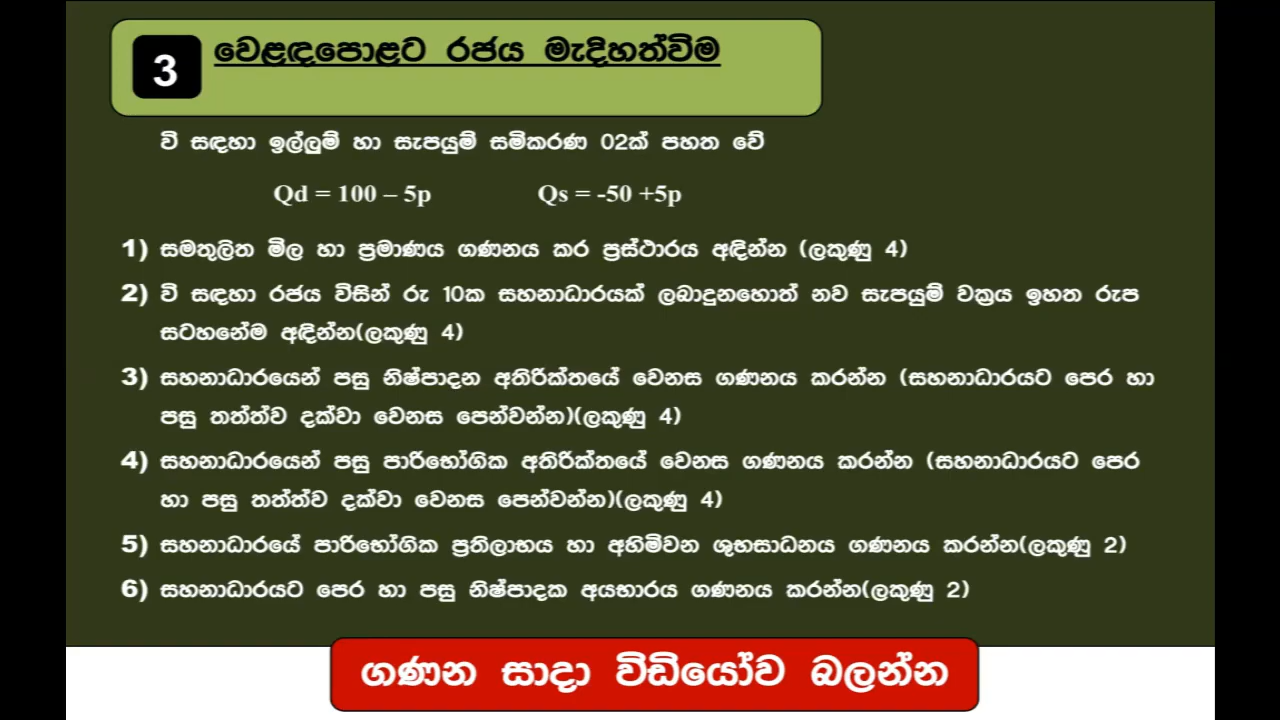 3
වෙළඳපොළට රජය මැදිහත්වීම
වී සඳහා ඉල්ලුම් හා සැපයුම් සමීකරණ 02ක් පහත වේ
Qd = 100 – 5p Qs = -50 +5p
1) සමතුලිත මිල හා ප්‍රමාණය ගණනය කර ප්‍රස්ථාරය අඳින්න (ලකුණු 4)
2) වී සඳහා රජය විසින් රු 10ක සහනාධාරයක් ලබාදුනහොත් නව සැපයුම් වක්‍රය ඉහත රූප
සටහනේම අඳින්න(ලකුණු 4)
3) සහනාධාරයෙන් පසු නිෂ්පාදන අතිරික්තයේ වෙනස ගණනය කරන්න (සහනාධාරයට පෙර හා
පසු තත්ත්ව දක්වා වෙනස පෙන්වන්න)(ලකුණු 4)
4) සහනාධාරයෙන් පසු පාරිභෝගික අතිරික්තයේ වෙනස ගණනය කරන්න (සහනාධාරයට පෙර
හා පසු තත්ත්ව දක්වා වෙනස පෙන්වන්න)(ලකුණු 4)
5) සහනාධාරයේ පාරිභෝගික ප්‍රතිලාභය හා අහිමිවන ශුභසාධනය ගණනය කරන්න(ලකුණු 2)
6) සහනාධාරයට පෙර හා පසු නිෂ්පාදක අයභාරය ගණනය කරන්න(ලකුණු 2)
ගණන සාදා වීඩියෝව බලන්න